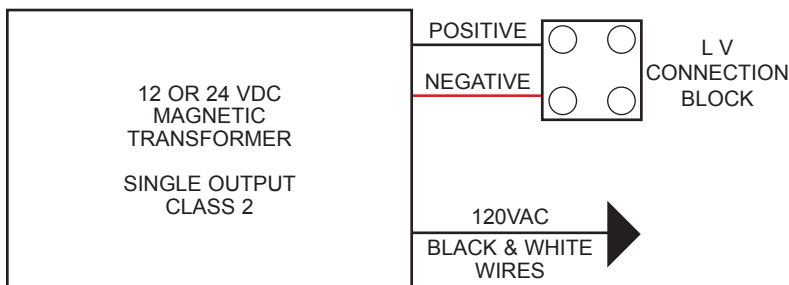 12 OR 24 VDC
MAGNETIC
TRANSFORMER
SINGLE OUTPUT
CLASS 2
POSITIVE
NEGATIVE
L V
CONNECTION
BLOCK
120VAC
BLACK & WHITE
WIRES